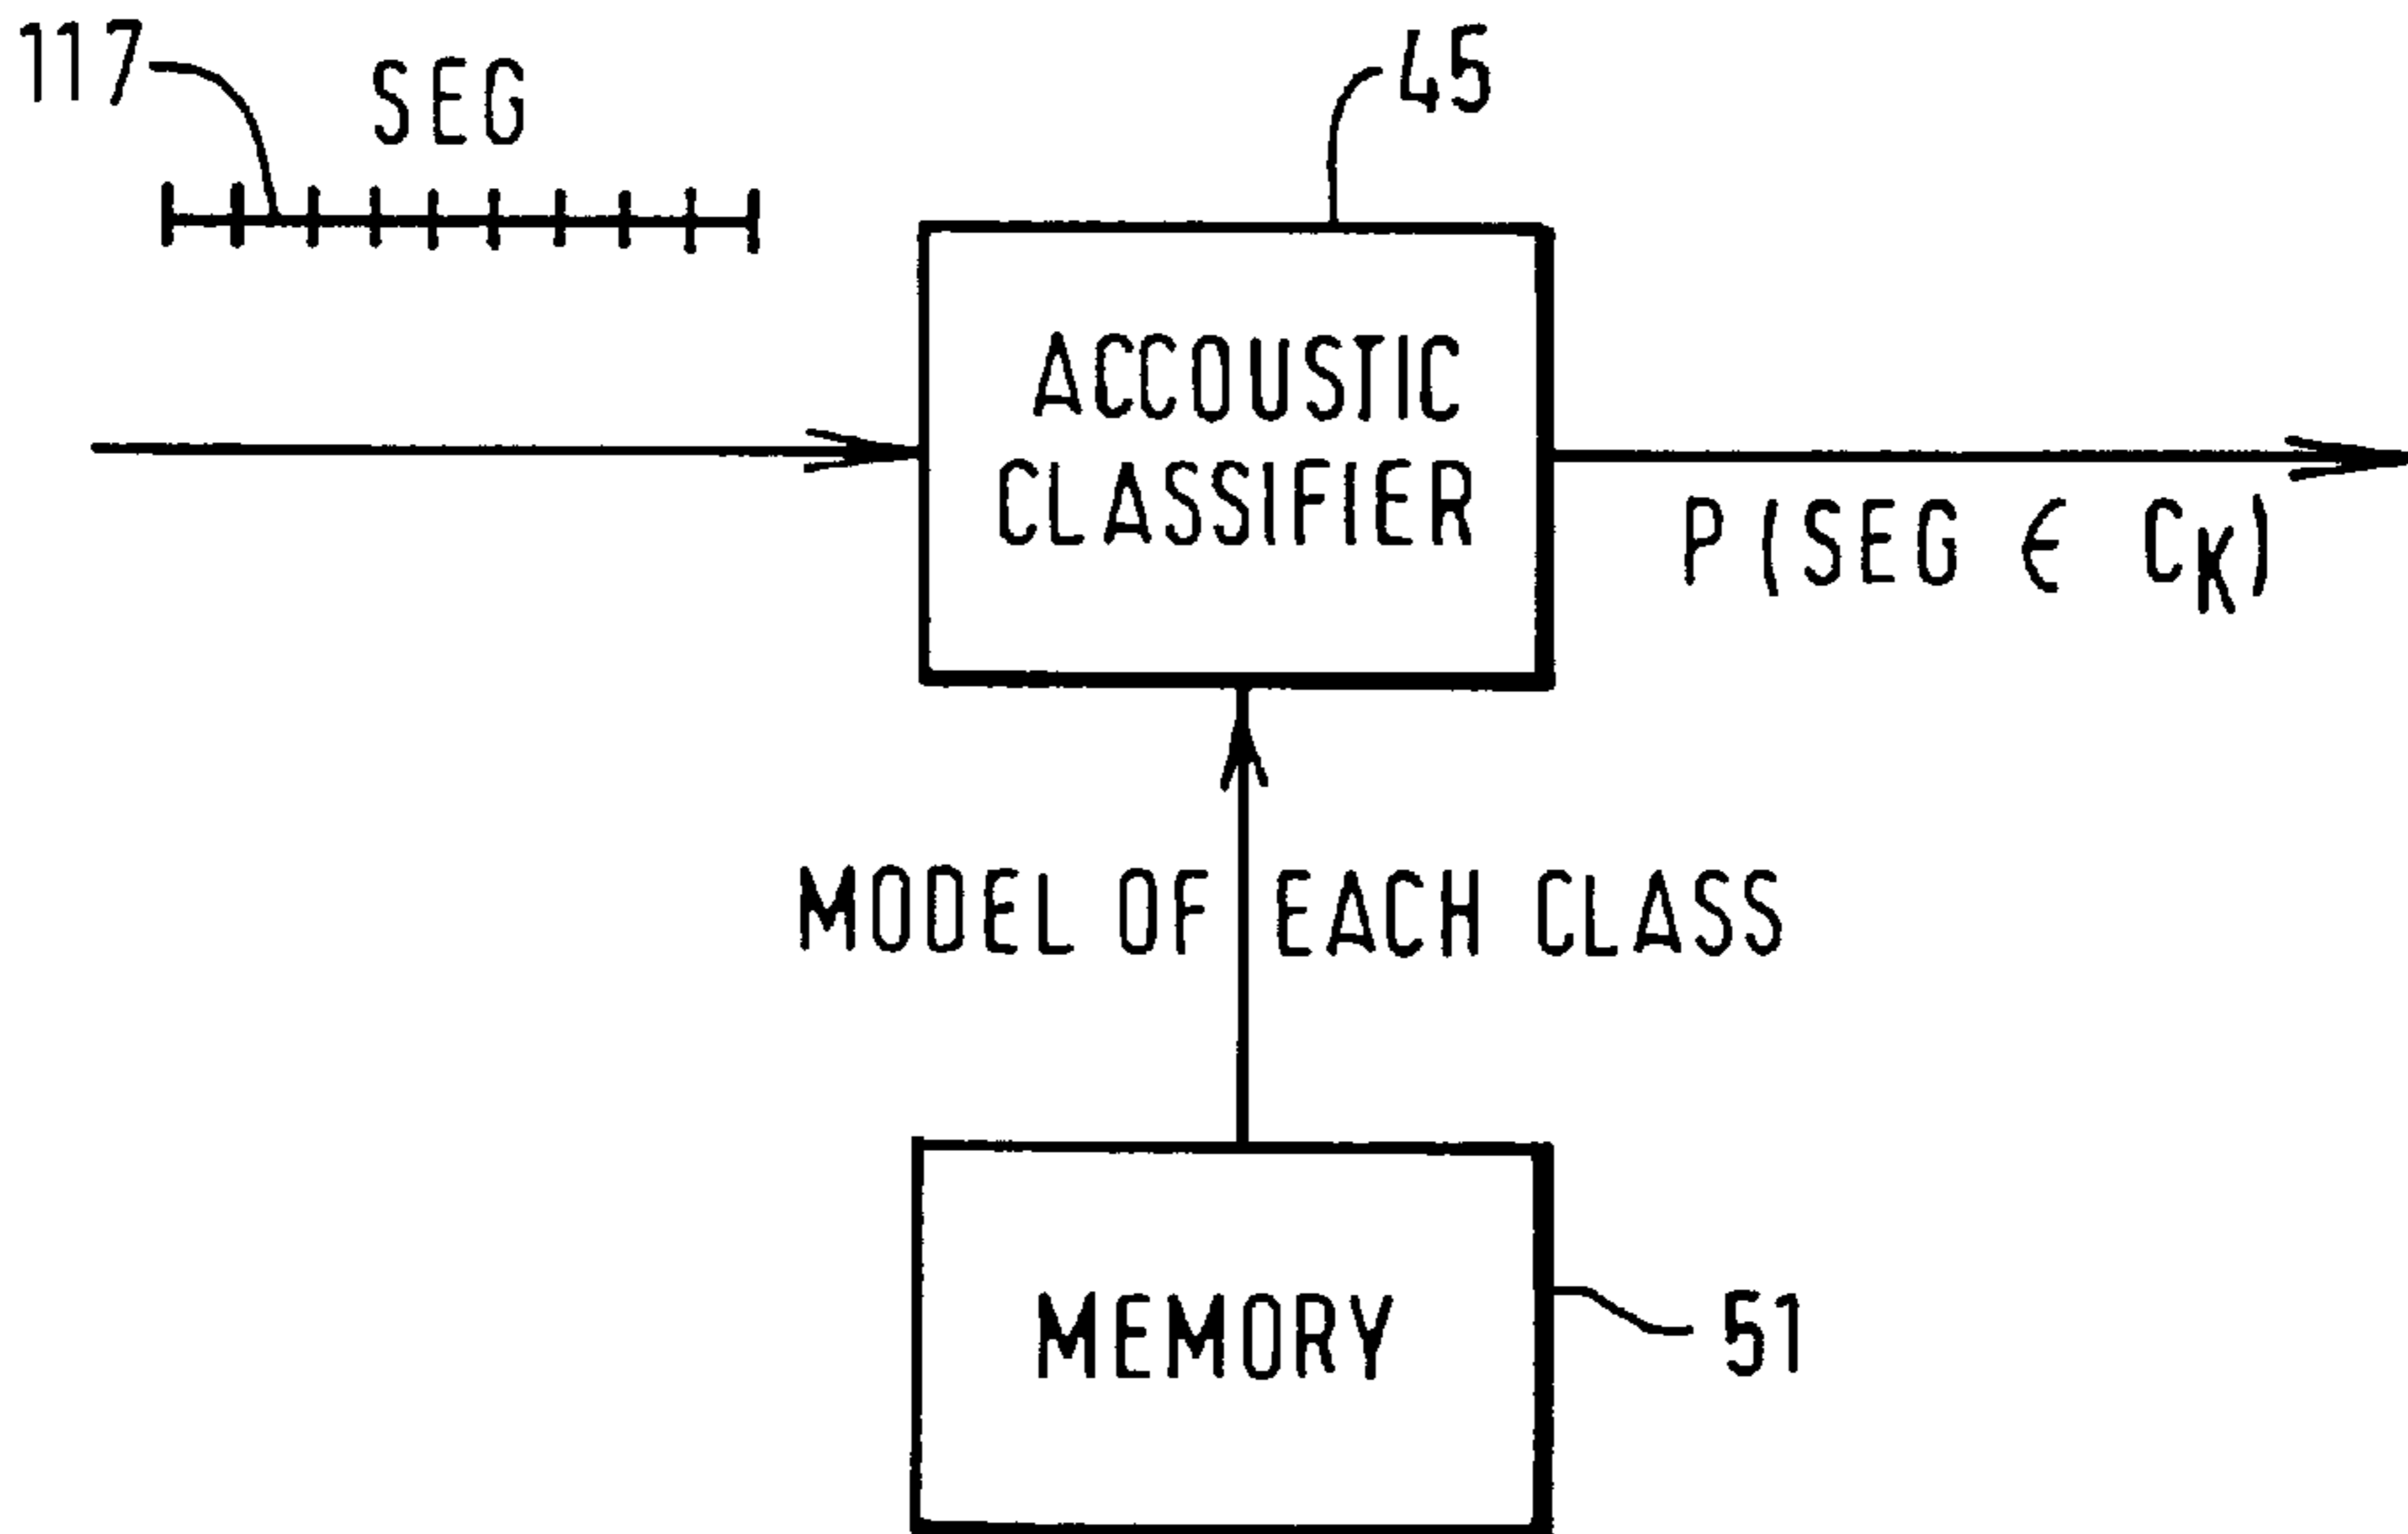 117
SEG
45
ACCOUSTIC
CLASSIFIER
P (SEG ϵ CK)
MODEL OF EACH CLASS
MEMORY
51